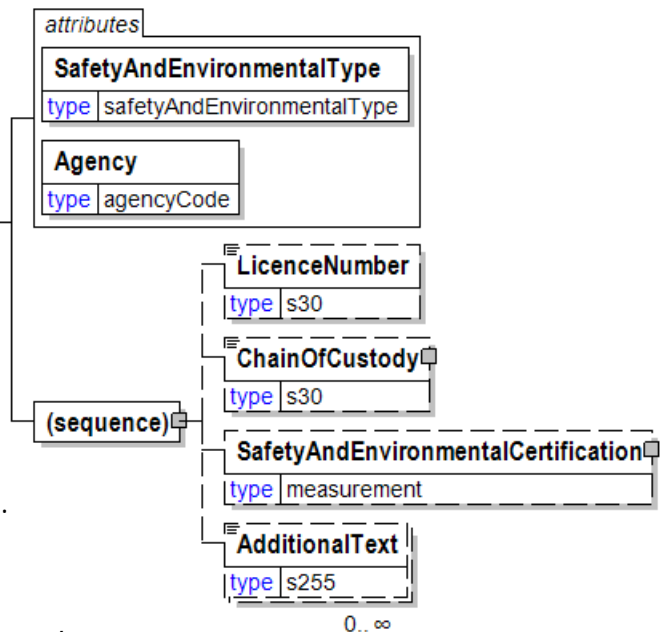 attributes
SafetyAndEnvironmentalType
type safetyAndEnvironmentalType
Agency
type agencyCode
LicenceNumber
type s30
ChainOfCustody
type s30
(sequence)
SafetyAndEnvironmentalCertification
type measurement
AdditionalText
type s255
0.. ∞